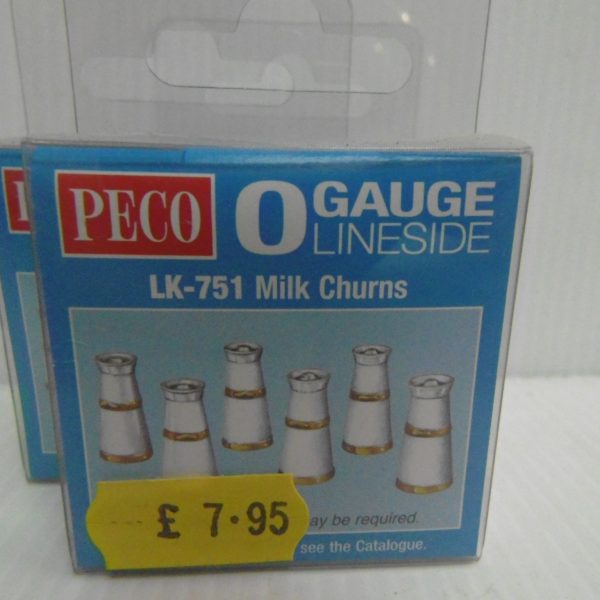 PECO
O GAUGE
LINESIDE
LK-751 Milk Churns
ay be required.
£ 7.95
see the Catalogue.